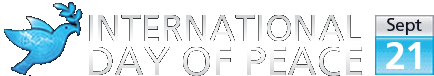 INTERNATIONAL
DAY OF PEACE
Sept
21